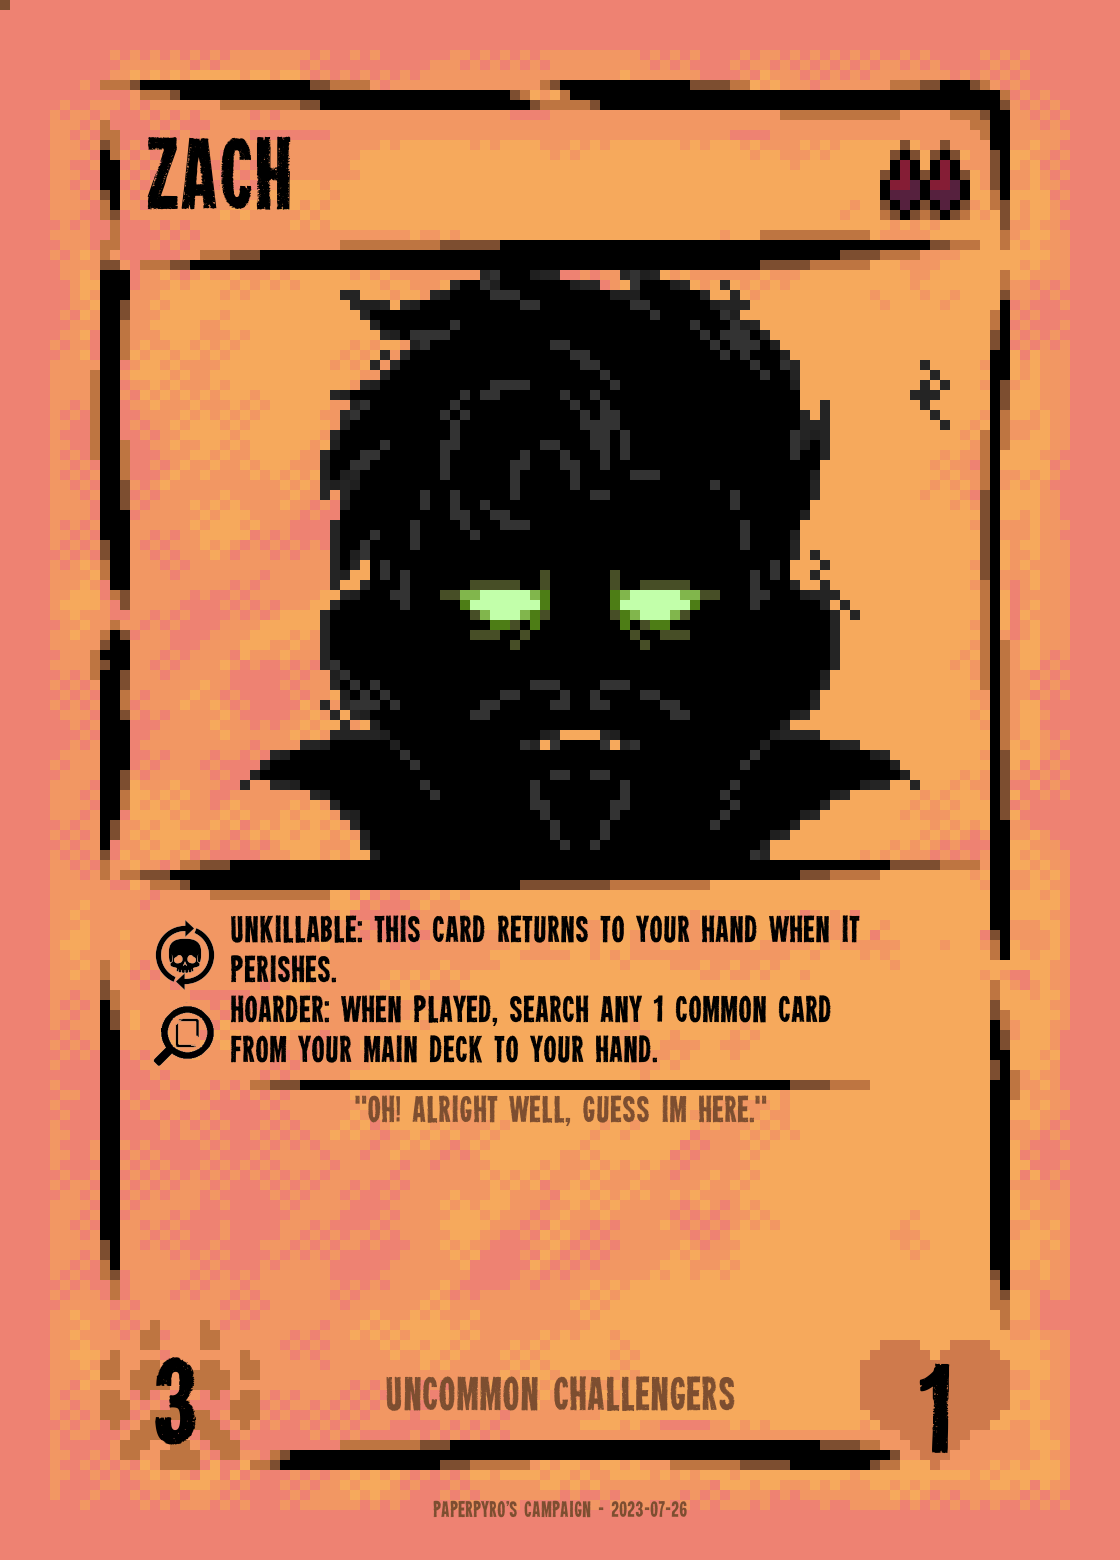 ZACH
UNKILLABLE: THIS CARD RETURNS TO YOUR HAND WHEN IT
PERISHES.
HOARDER: WHEN PLAYED, SEARCH ANY 1 COMMON CARD
FROM YOUR MAIN DECK TO YOUR HAND.
"OH! ALRIGHT WELL, GUESS IM HERE."
3
UNCOMMON CHALLENGERS
1
PAPERPYRO'S CAMPAIGN - 2023-07-26